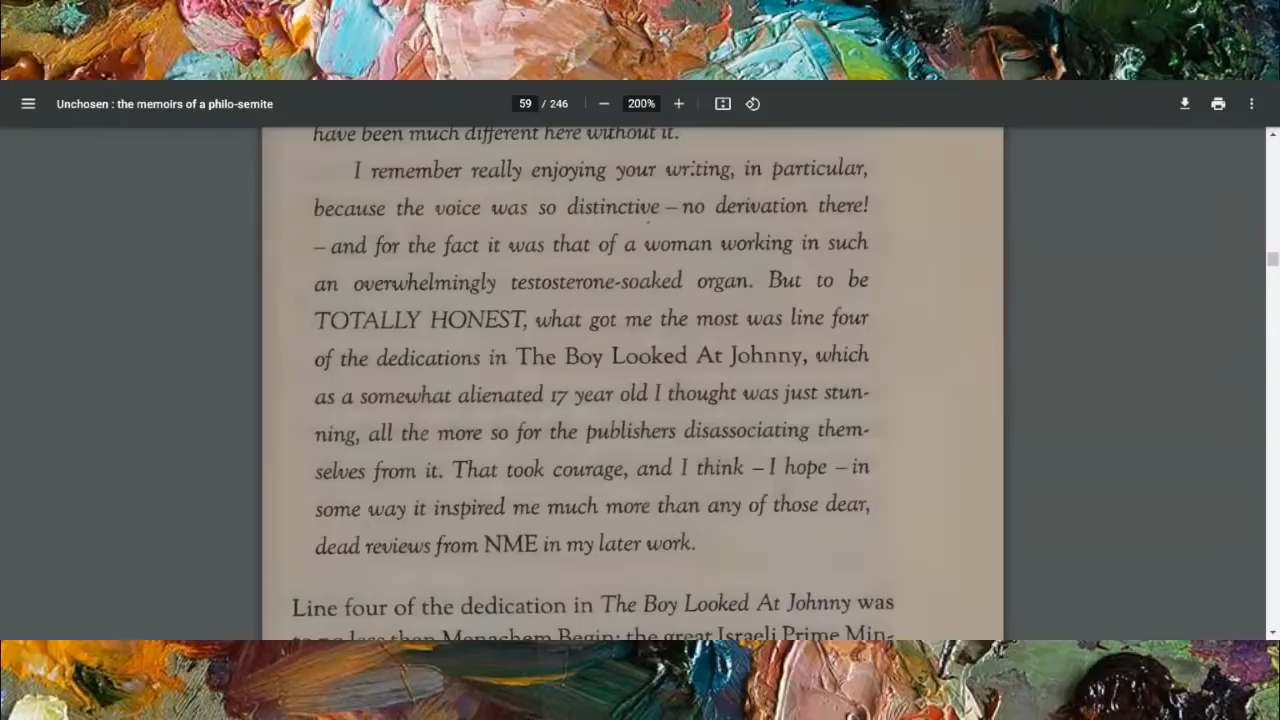 Unchosen : the memoirs of a philo-semite
59 / 246
200%
have been much different here without it.
I remember really enjoying your writing, in particular,
because the voice was so distinctive – no derivation there!
– and for the fact it was that of a woman working in such
an overwhelmingly testosterone-soaked organ. But to be
TOTALLY HONEST, what got me the most was line four
of the dedications in The Boy Looked At Johnny, which
as a somewhat alienated 17 year old I thought was just stun-
ning, all the more so for the publishers disassociating them-
selves from it. That took courage, and I think – I hope – in
some way it inspired me much more than any of those dear,
dead reviews from NME in my later work.
Line four of the dedication in The Boy Looked At Johnny was
to no less than Menachem Begin; the great Israeli Prime Min-